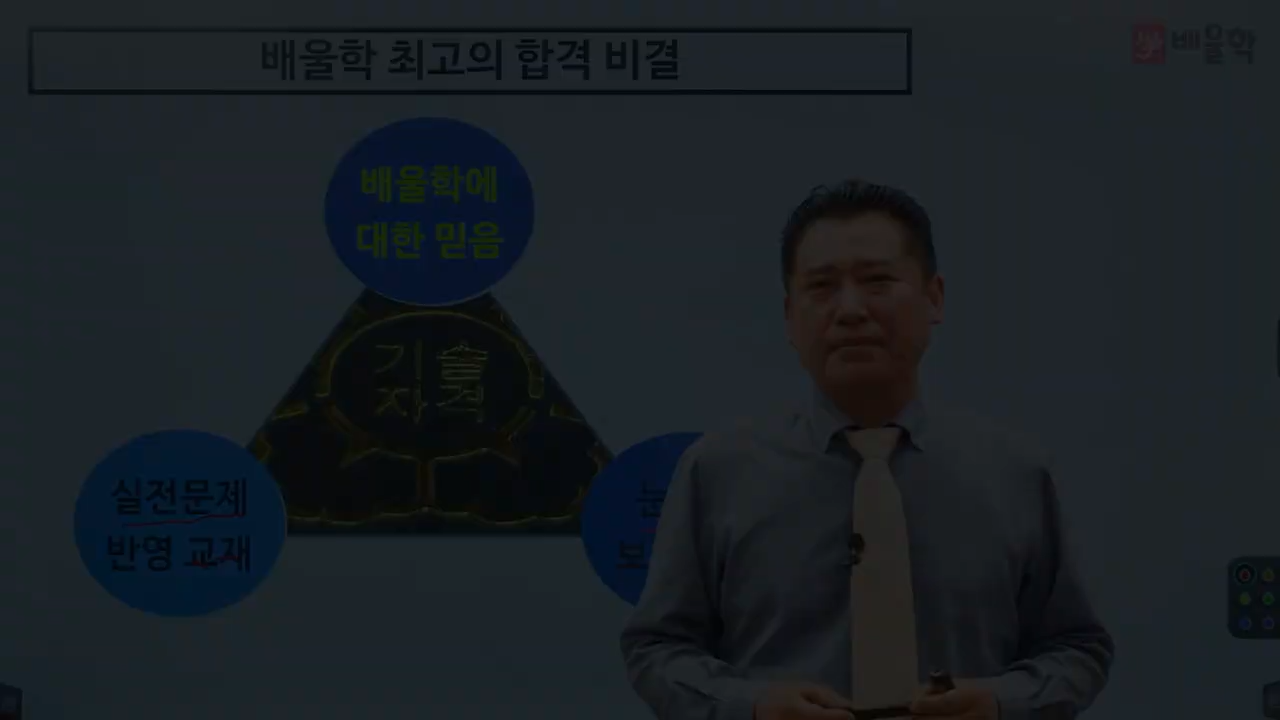 배울학 최고의 합격 비결
배울학
배울학에
대한 믿음
기술
자격
실전문제
반영 교재